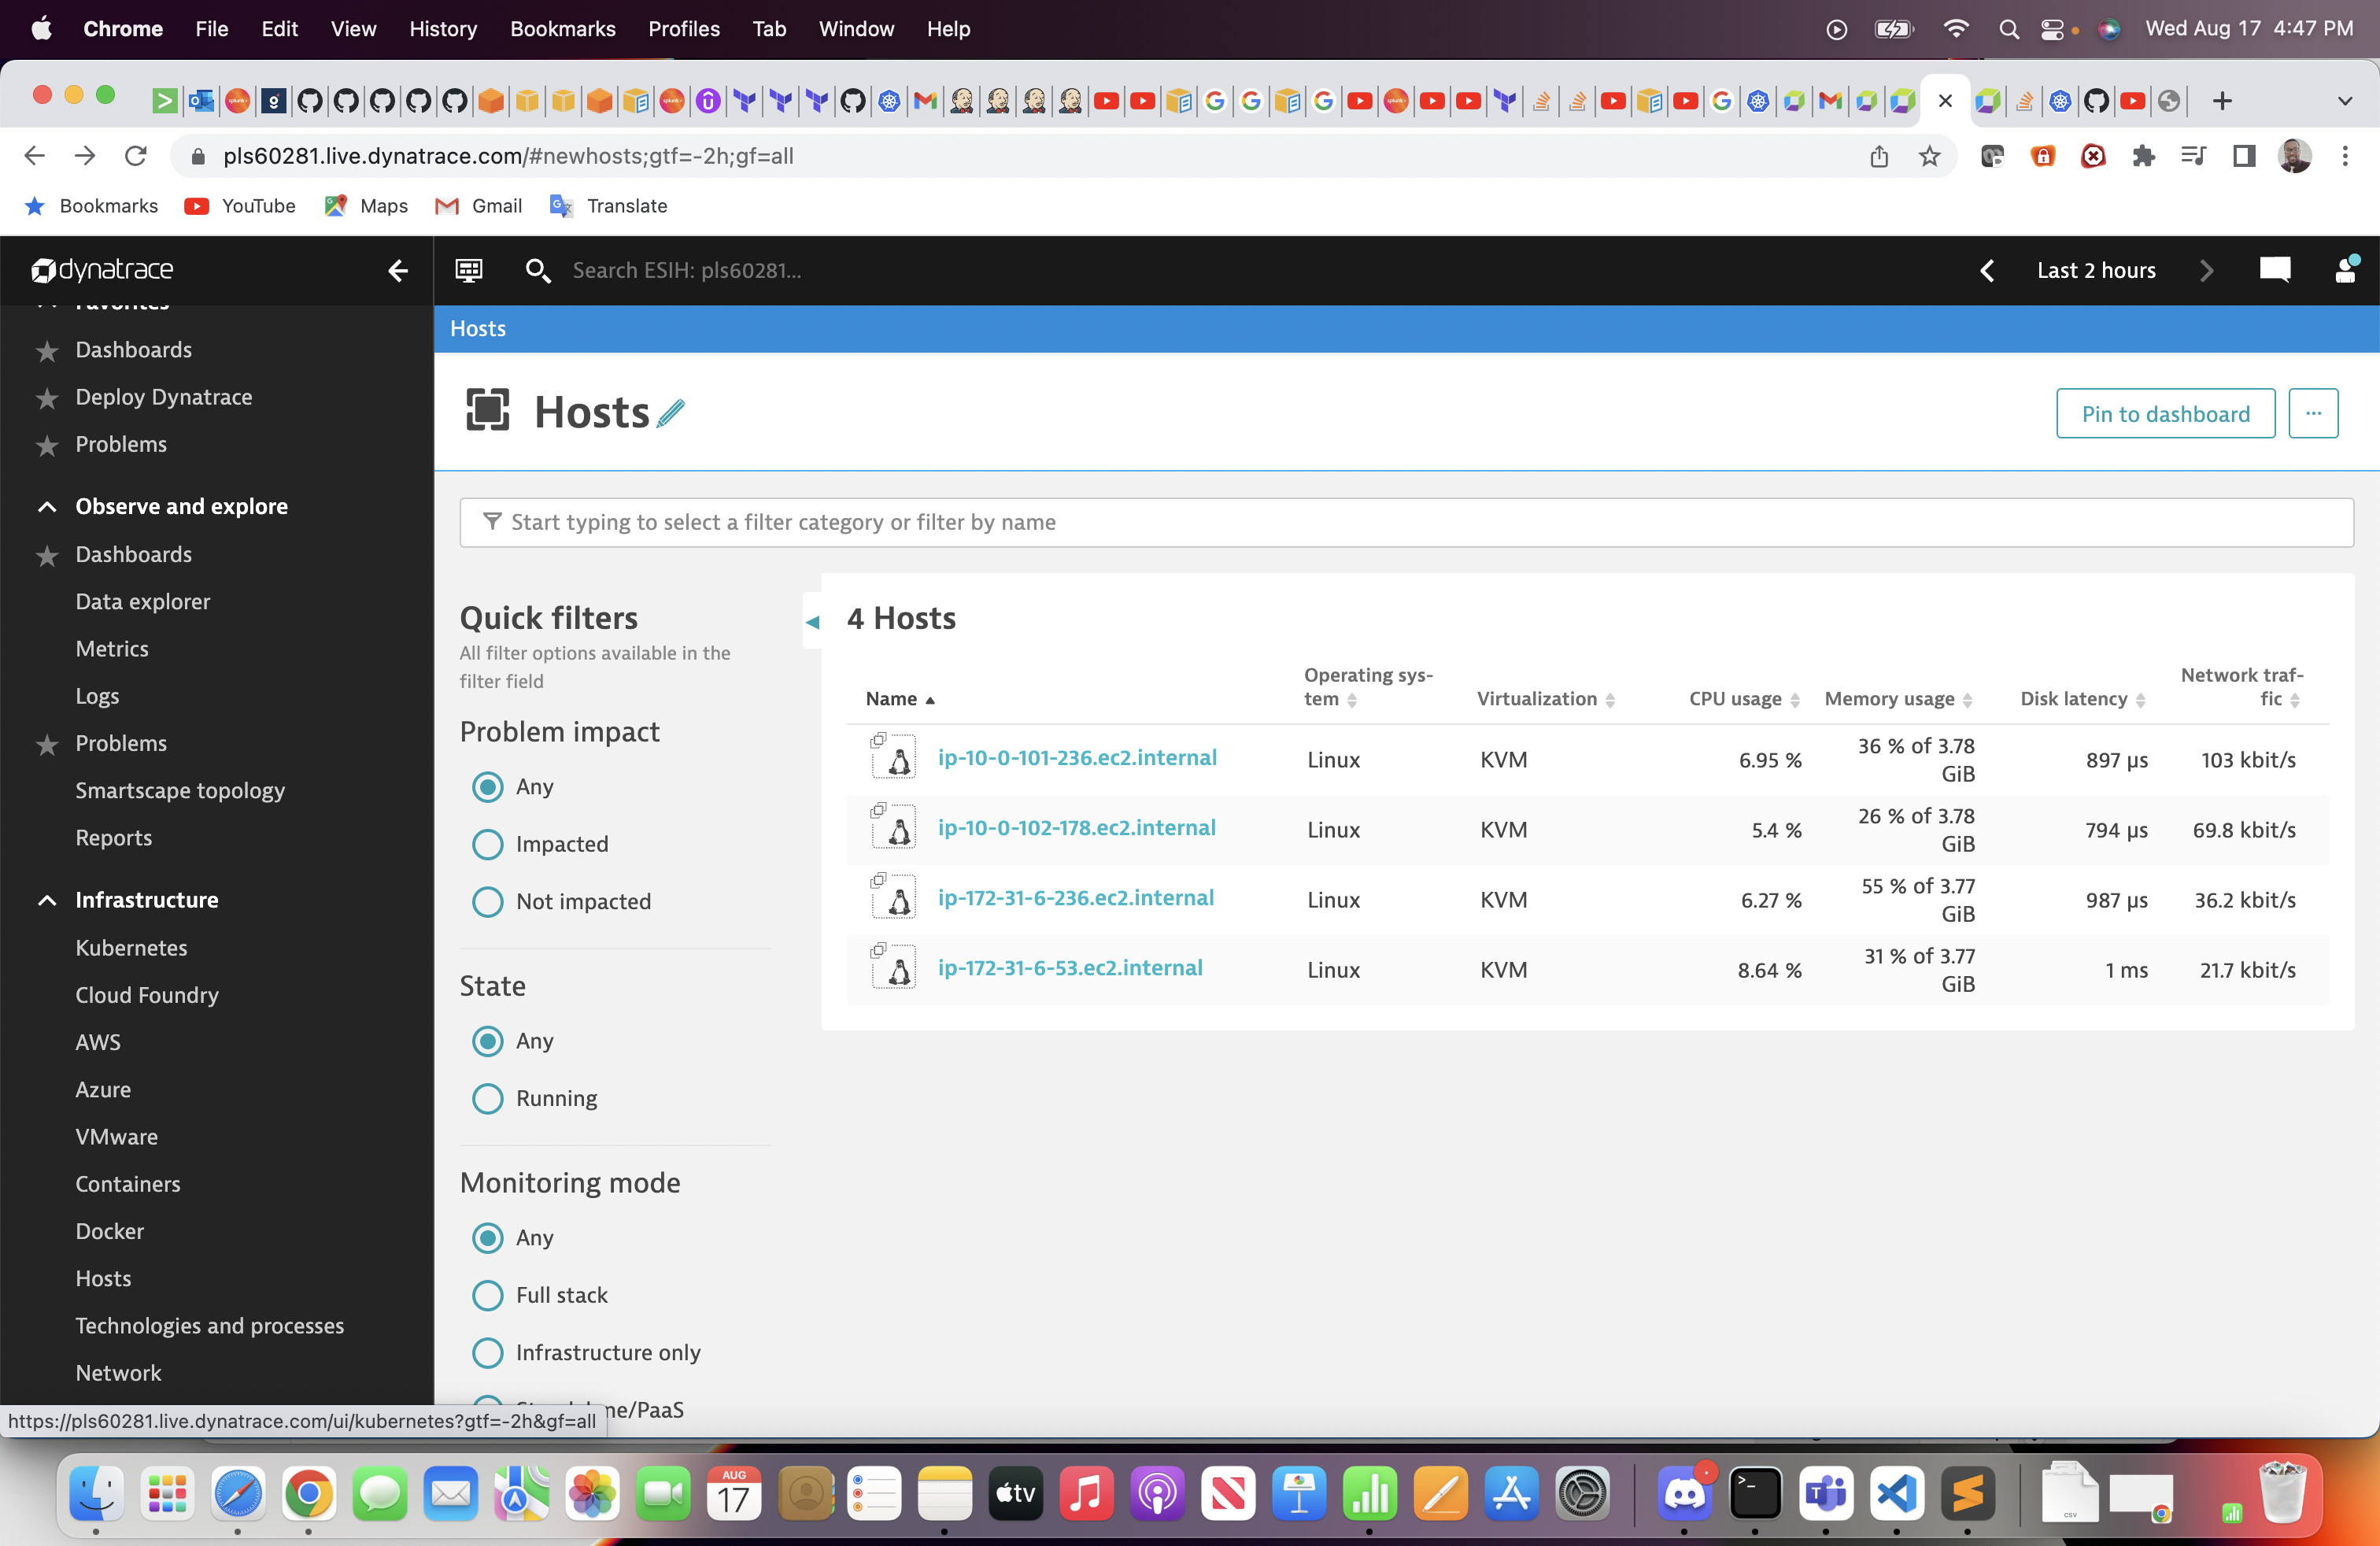 Chrome File Edit View History Bookmarks Profiles Tab Window Help Wed Aug 17 4:47 PM
pls60281.live.dynatrace.com/#newhosts;gtf=-2h;gf=all
Bookmarks YouTube Maps Gmail Translate
dynatrace
Search ESIH: pls60281...
Last 2 hours
Favorites
Dashboards
Deploy Dynatrace
Problems
Observe and explore
Dashboards
Data explorer
Metrics
Logs
Problems
Smartscape topology
Reports
Infrastructure
Kubernetes
Cloud Foundry
AWS
Azure
VMware
Containers
Docker
Hosts
Technologies and processes
Network
https://pls60281.live.dynatrace.com/ui/kubernetes?gtf=-2h&gf=all
Hosts
Hosts
Pin to dashboard ...
Start typing to select a filter category or filter by name
Quick filters
All filter options available in the
filter field
Problem impact
Any
Impacted
Not impacted
State
Any
Running
Monitoring mode
Any
Full stack
Infrastructure only
4 Hosts
Name Operating sys-
tem Virtualization CPU usage Memory usage Disk latency Network traf-
fic
ip-10-0-101-236.ec2.internal Linux KVM 6.95 % 36 % of 3.78
GiB 897 µs 103 kbit/s
ip-10-0-102-178.ec2.internal Linux KVM 5.4 % 26 % of 3.78
GiB 794 µs 69.8 kbit/s
ip-172-31-6-236.ec2.internal Linux KVM 6.27 % 55 % of 3.77
GiB 987 µs 36.2 kbit/s
ip-172-31-6-53.ec2.internal Linux KVM 8.64 % 31 % of 3.77
GiB 1 ms 21.7 kbit/s
AUG
17
tv
CSV